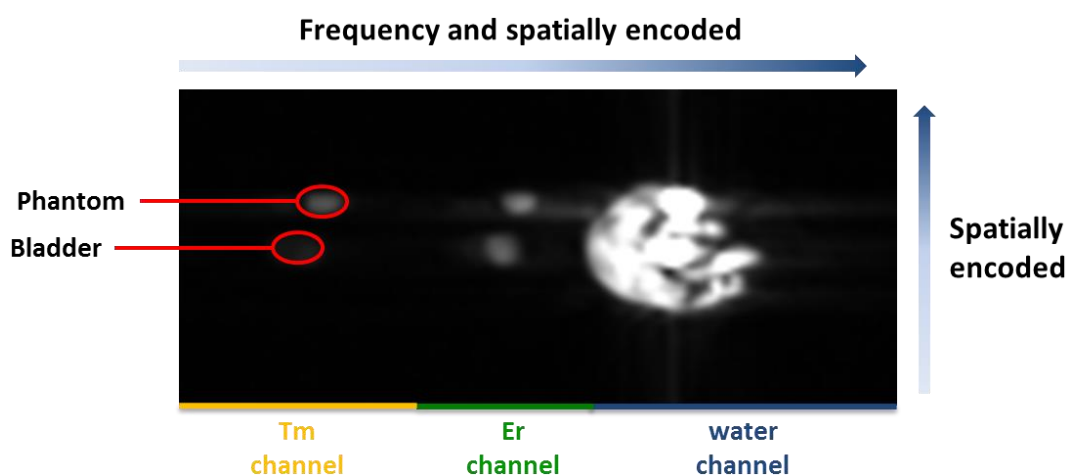 Frequency and spatially encoded
Phantom
Bladder
Spatially
encoded
Tm
channel
Er
channel
water
channel